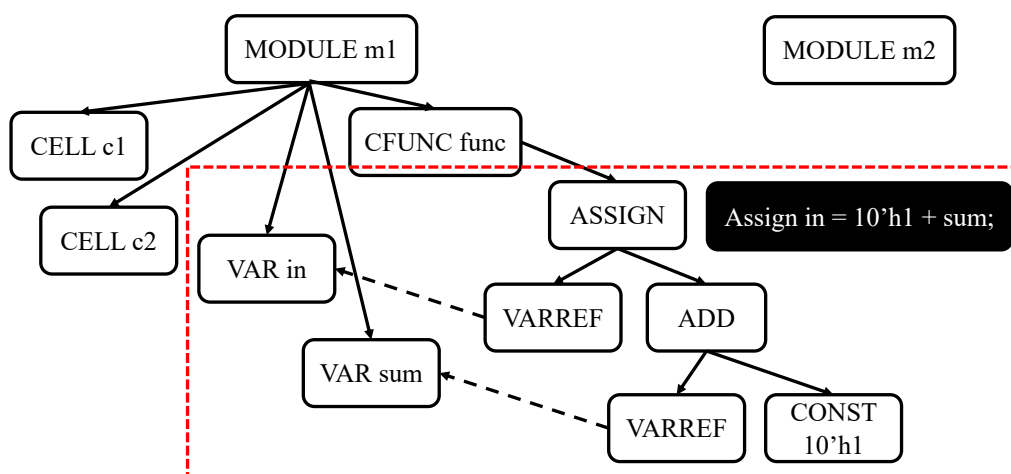 MODULE m1
MODULE m2
CELL c1
CFUNC func
CELL c2
ASSIGN
Assign in = 10’h1 + sum;
VAR in
VARREF
ADD
VAR sum
VARREF
CONST
10’h1